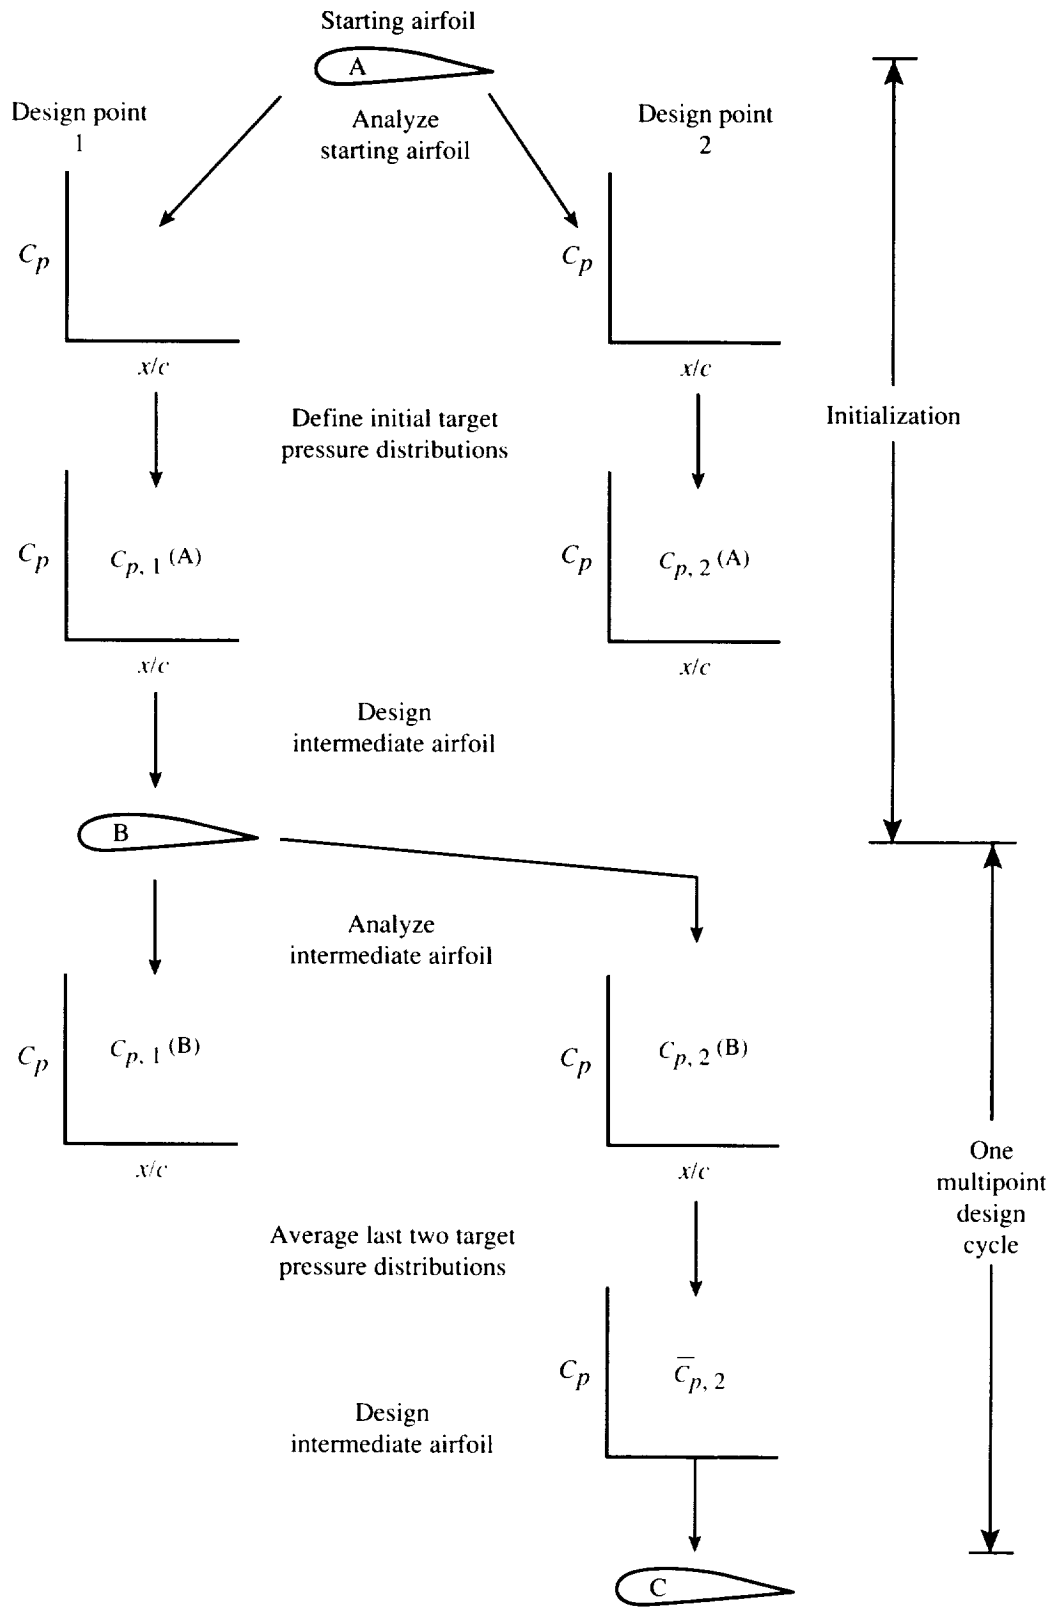 Starting airfoil
A
Design point
1
Analyze
starting airfoil
Design point
2
Cp
x/c
Cp
x/c
Define initial target
pressure distributions
Initialization
Cp
Cp, 1 (A)
x/c
Cp
Cp, 2 (A)
x/c
Design
intermediate airfoil
B
Analyze
intermediate airfoil
Cp
Cp, 1 (B)
x/c
Cp
Cp, 2 (B)
x/c
One
multipoint
design
cycle
Average last two target
pressure distributions
Cp
C̅p, 2
Design
intermediate airfoil
C